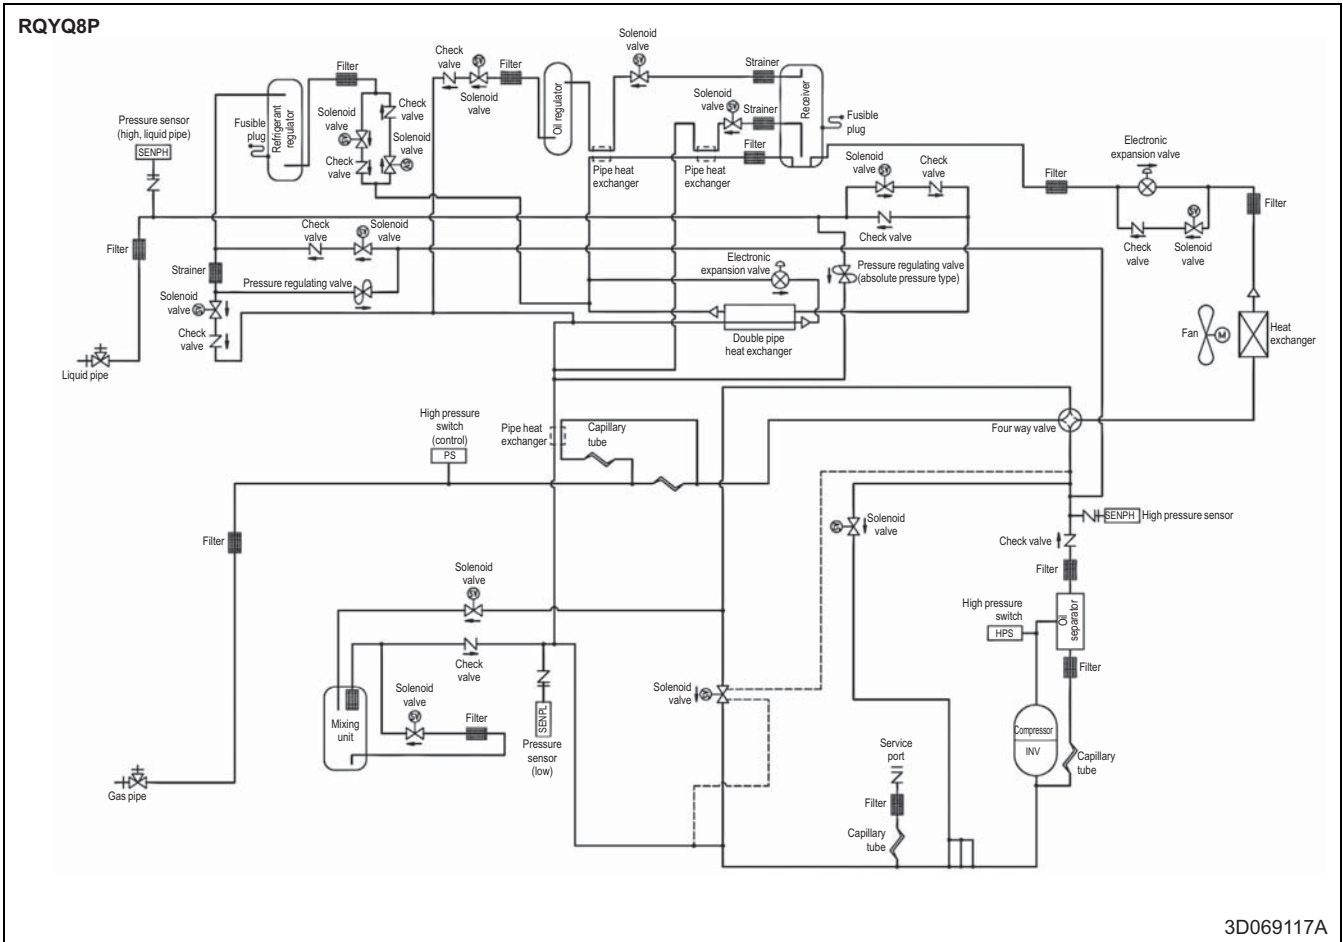 RQYQ8P
Solenoid
valve
Check
valve
Filter
Strainer
Filter
Solenoid
valve
Oil regulator
Solenoid
valve
Strainer
Receiver
Fusible
plug
Pressure sensor
(high, liquid pipe)
SENPH
Fusible
plug
Refrigerant
regulator
Solenoid
valve
Check
valve
Solenoid
valve
Check
valve
Filter
Pipe heat
exchanger
Pipe heat
exchanger
Solenoid
valve
Check
valve
Electronic
expansion valve
Filter
Filter
Check
valve
Solenoid
valve
Filter
Check
valve
Solenoid
valve
Check valve
Strainer
Pressure regulating valve
Electronic
expansion valve
Pressure regulating valve
(absolute pressure type)
Solenoid
valve
Check
valve
Double pipe
heat exchanger
Fan
M
Heat
exchanger
Liquid pipe
High pressure
switch
(control)
PS
Pipe heat
exchanger
Capillary
tube
Four way valve
Filter
Solenoid
valve
SENPH
High pressure sensor
Check valve
Filter
Solenoid
valve
High pressure
switch
HPS
Oil
separator
Check
valve
Filter
Mixing
unit
Solenoid
valve
Filter
SENPL
Pressure
sensor
(low)
Solenoid
valve
Service
port
Compressor
INV
Capillary
tube
Gas pipe
Filter
Capillary
tube
3D069117A